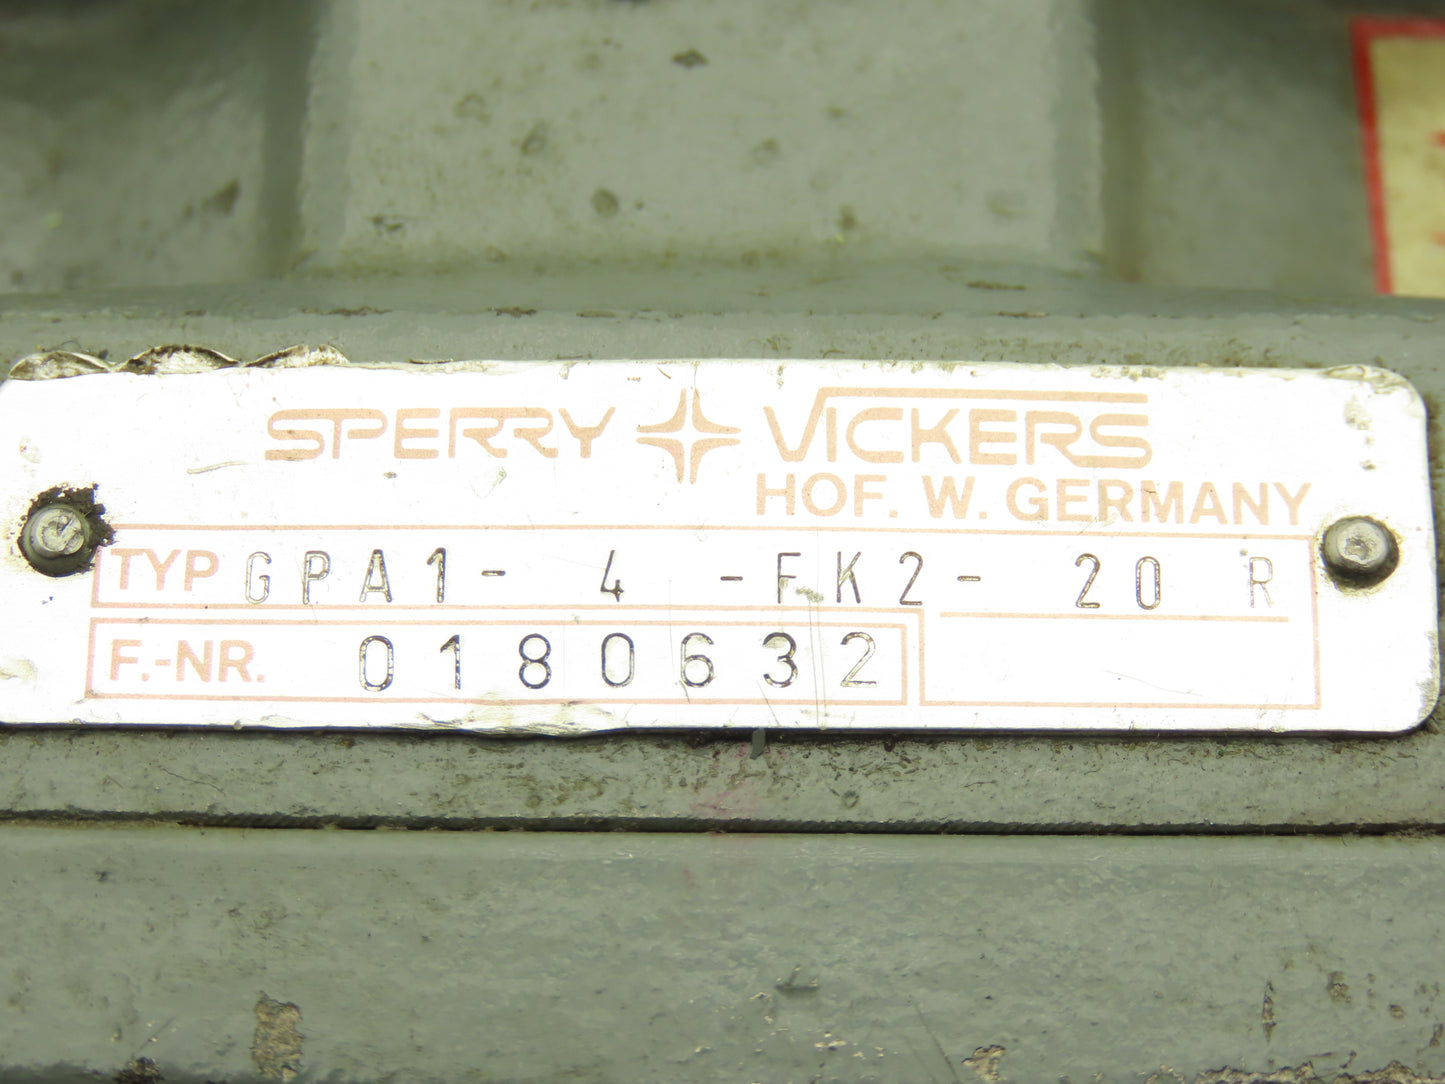 SPERRY VICKERS
HOF. W. GERMANY
TYP GPA1 - 4 - FK2 - 20 R
F.-NR. 0180632